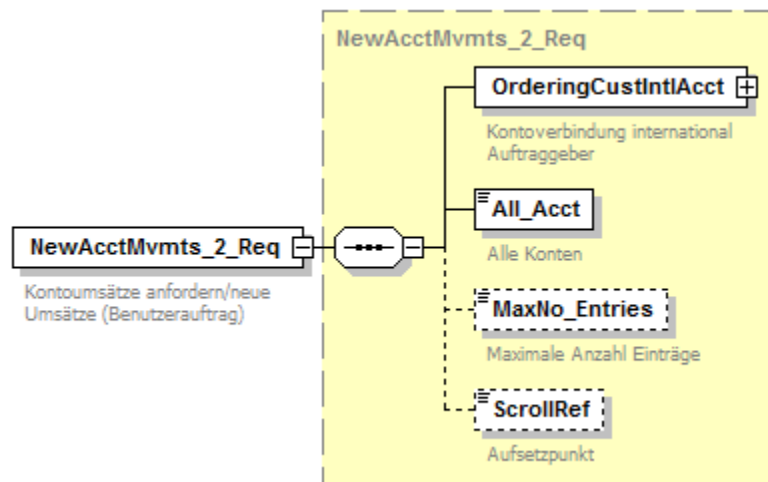 NewAcctMvmts_2_Req
OrderingCustIntlAcct
Kontoverbindung international
Auftraggeber
All_Acct
Alle Konten
NewAcctMvmts_2_Req
Kontoumsätze anfordern/neue
Umsätze (Benutzerauftrag)
MaxNo_Entries
Maximale Anzahl Einträge
ScrollRef
Aufsetzpunkt